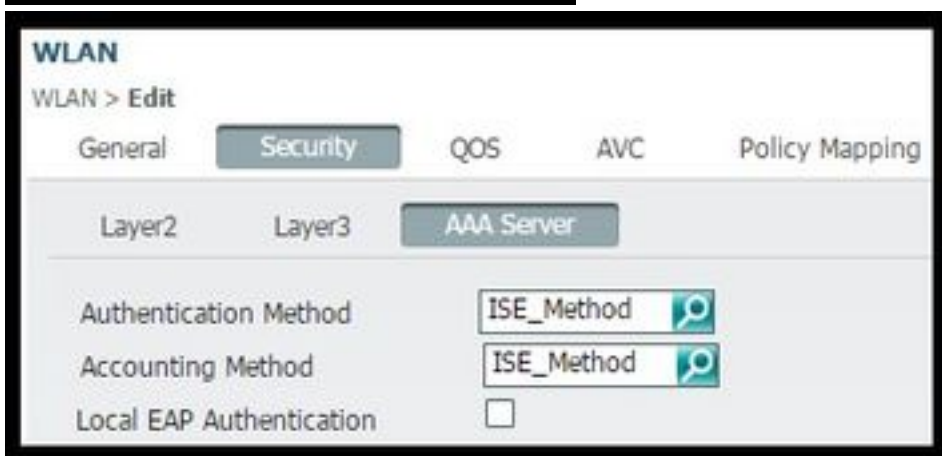 WLAN
WLAN > Edit
General Security QOS AVC Policy Mapping
Layer2 Layer3 AAA Server
Authentication Method ISE_Method
Accounting Method ISE_Method
Local EAP Authentication